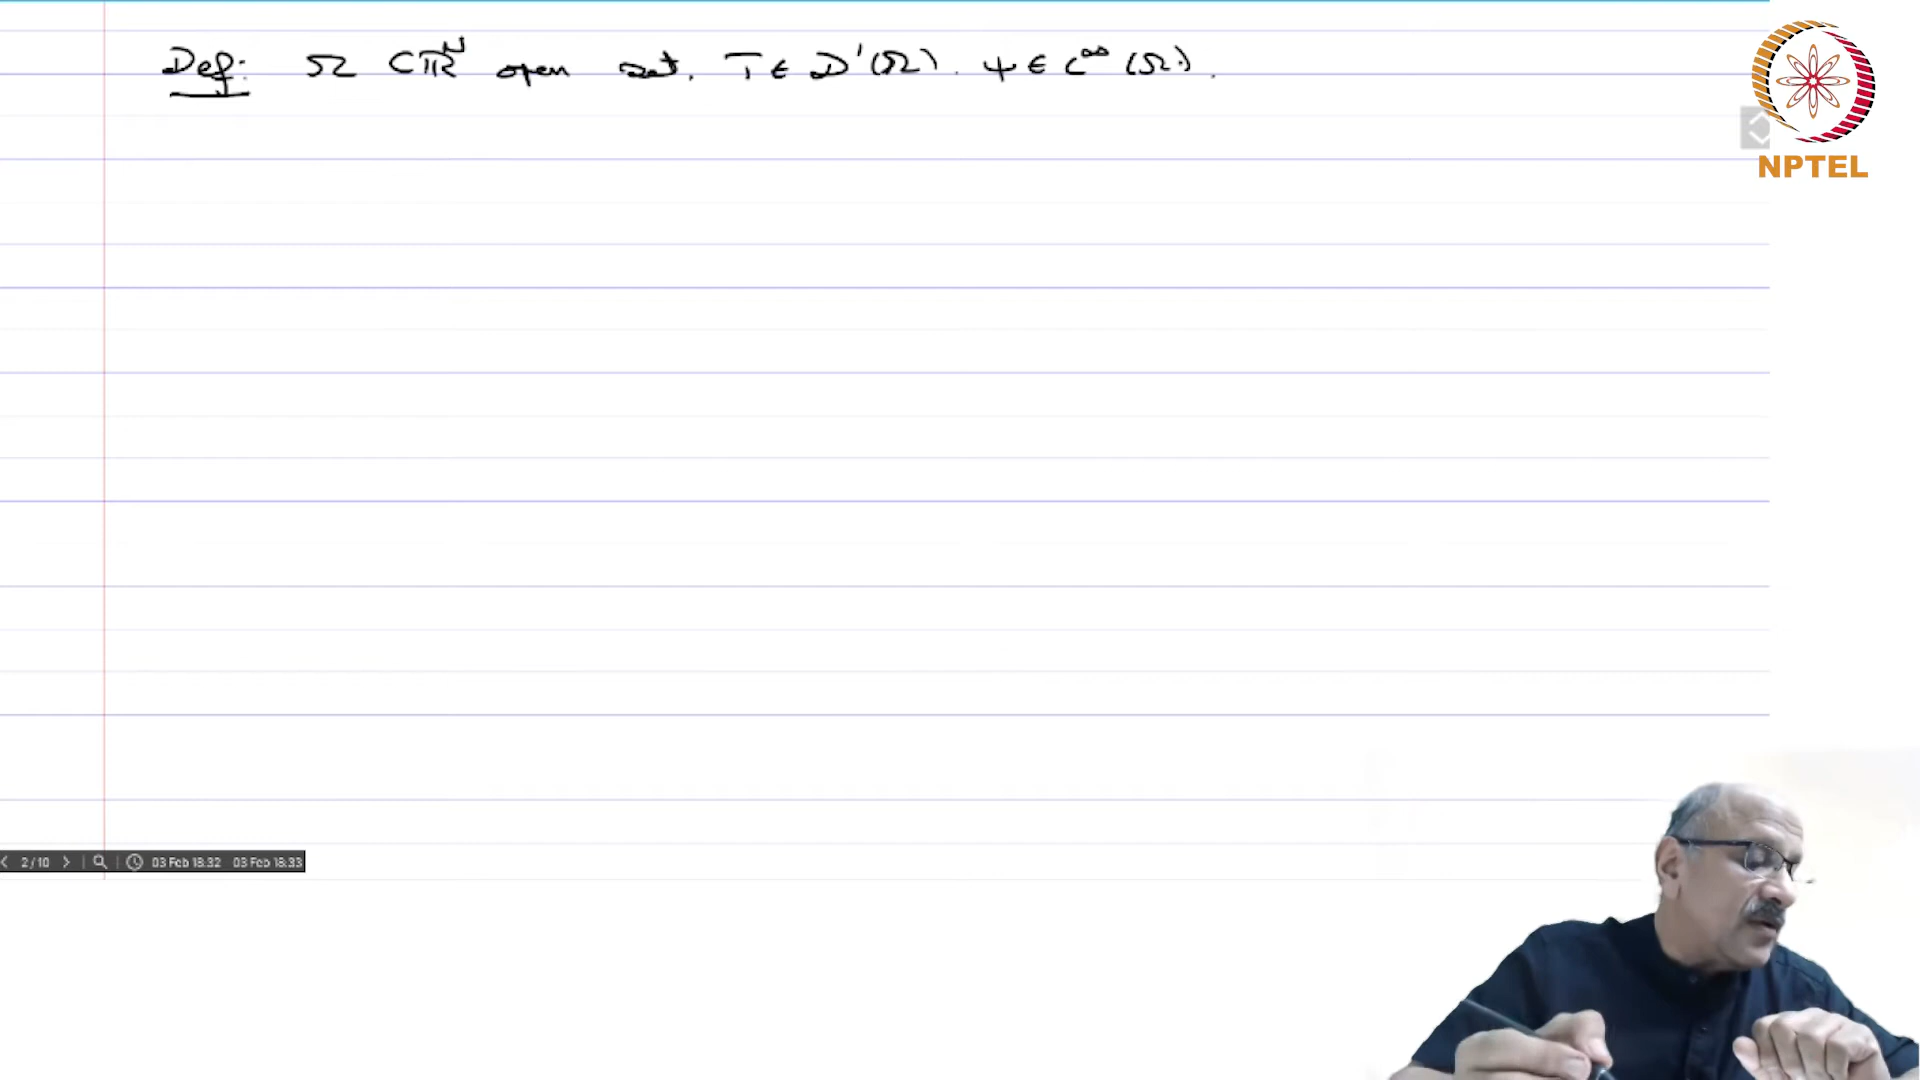 Def: Ω ⊂ ℝᴺ open set. T ∈ 𝒟'(Ω). ψ ∈ C^∞(Ω).
NPTEL
2/10 03 Feb 18:32 03 Feb 18:33